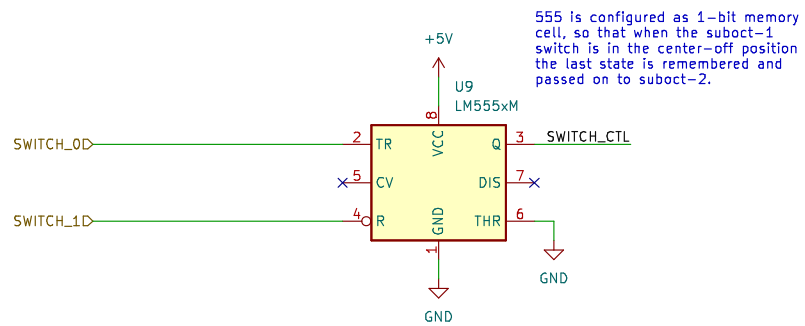 555 is configured as 1-bit memory
cell, so that when the suboct-1
switch is in the center-off position
the last state is remembered and
passed on to suboct-2.
+5V
U9
LM555xM
8
VCC
SWITCH_0
2
TR
Q
3
SWITCH_CTL
5
CV
DIS
7
SWITCH_1
4
R
GND
THR
6
1
GND
GND